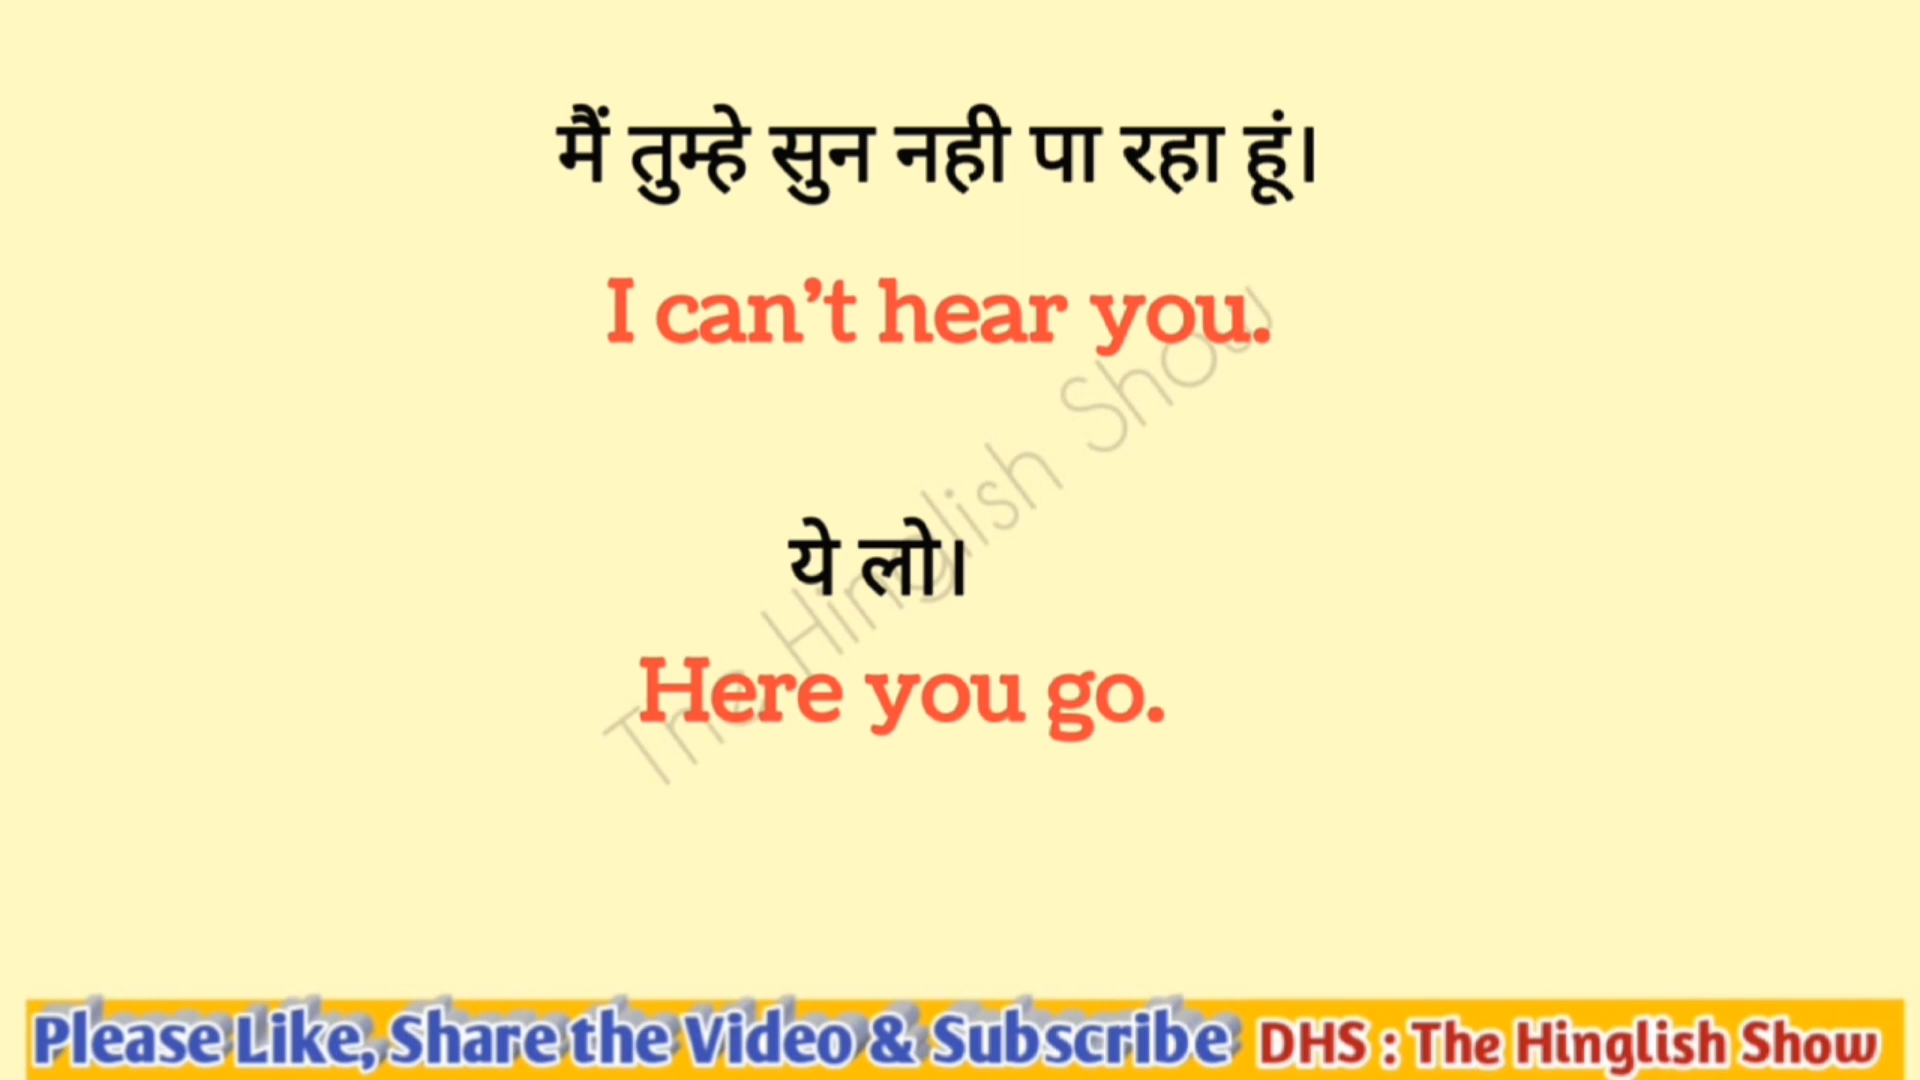 मैं तुम्हे सुन नही पा रहा हूं।
I can't hear you.
ये लो।
Here you go.
The Hinglish Show
Please Like, Share the Video & Subscribe DHS : The Hinglish Show